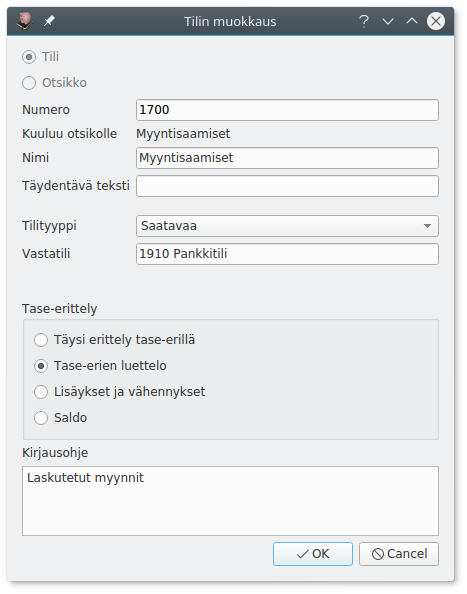 Tilin muokkaus
Tili
Otsikko
Numero 1700
Kuuluu otsikolle Myyntisaamiset
Nimi Myyntisaamiset
Täydentävä teksti
Tilityyppi Saatavaa
Vastatili 1910 Pankkitili
Tase-erittely
Täysi erittely tase-erillä
Tase-erien luettelo
Lisäykset ja vähennykset
Saldo
Kirjausohje
Laskutetut myynnit
OK Cancel